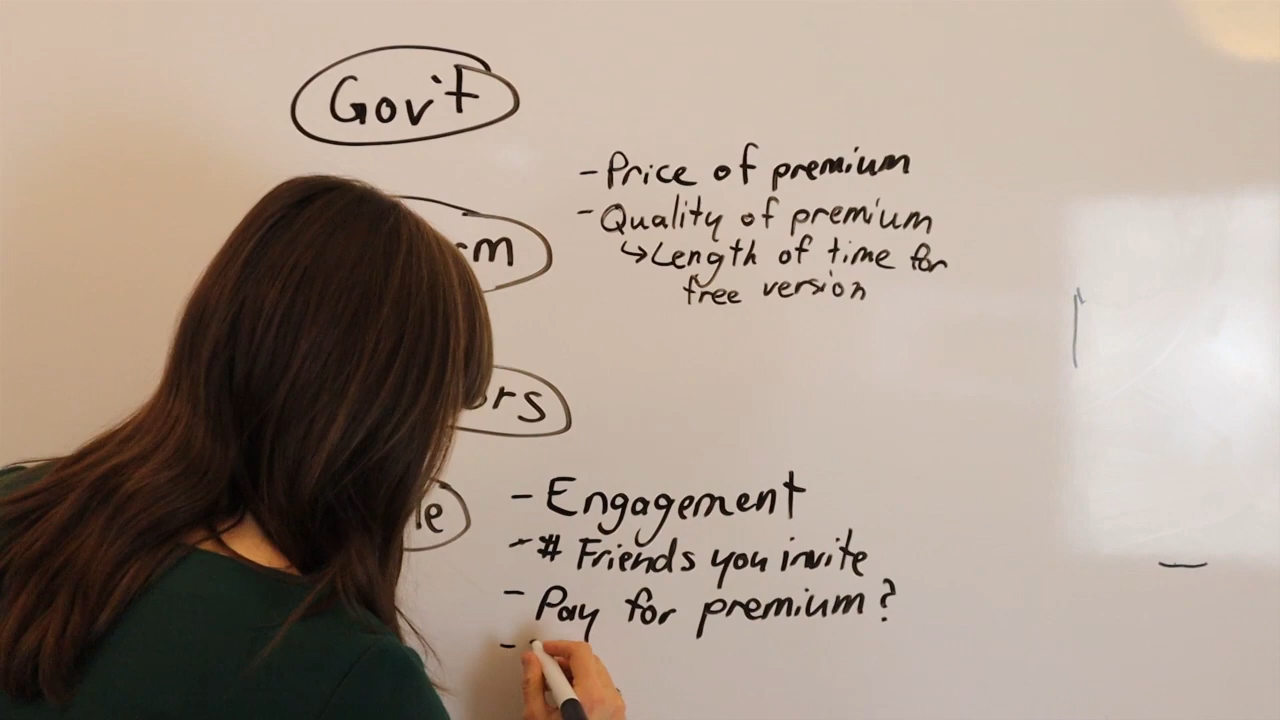 Gov't
- Price of premium
- Quality of premium
↳ Length of time for
free version
- Engagement
- # Friends you invite
- Pay for premium?
-